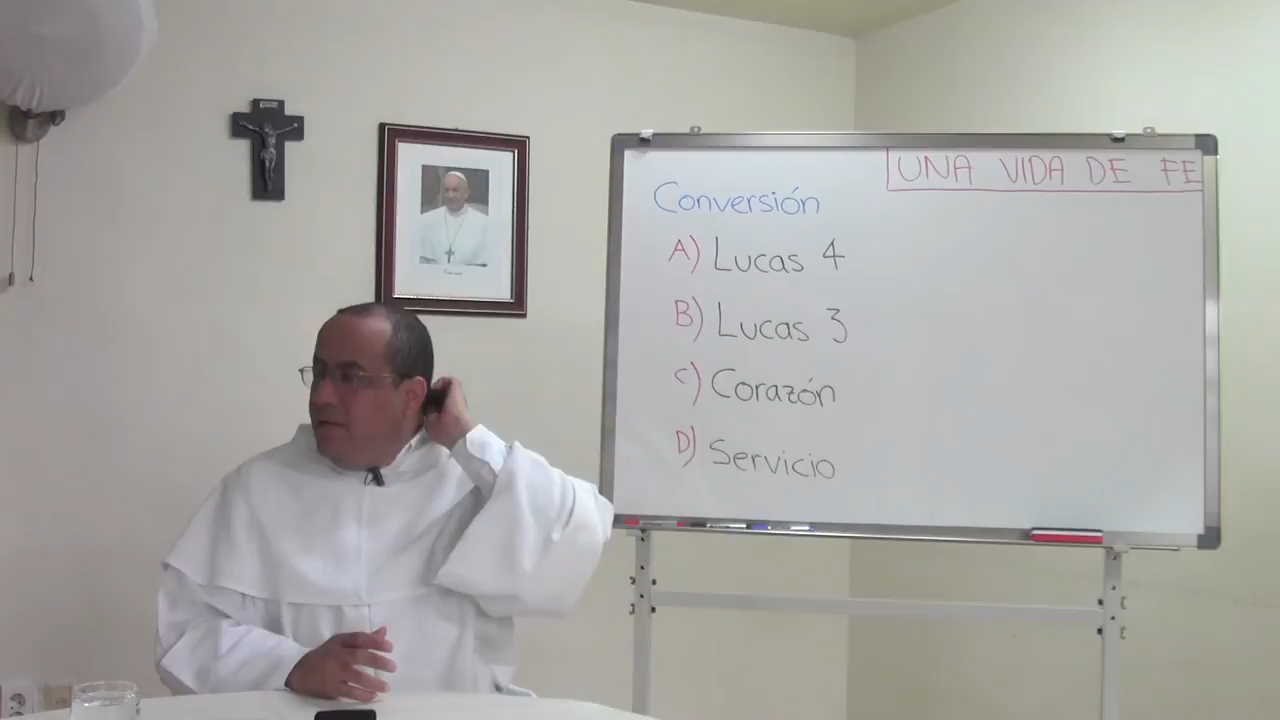 UNA VIDA DE FE
Conversión
A) Lucas 4
B) Lucas 3
C) Corazón
D) Servicio